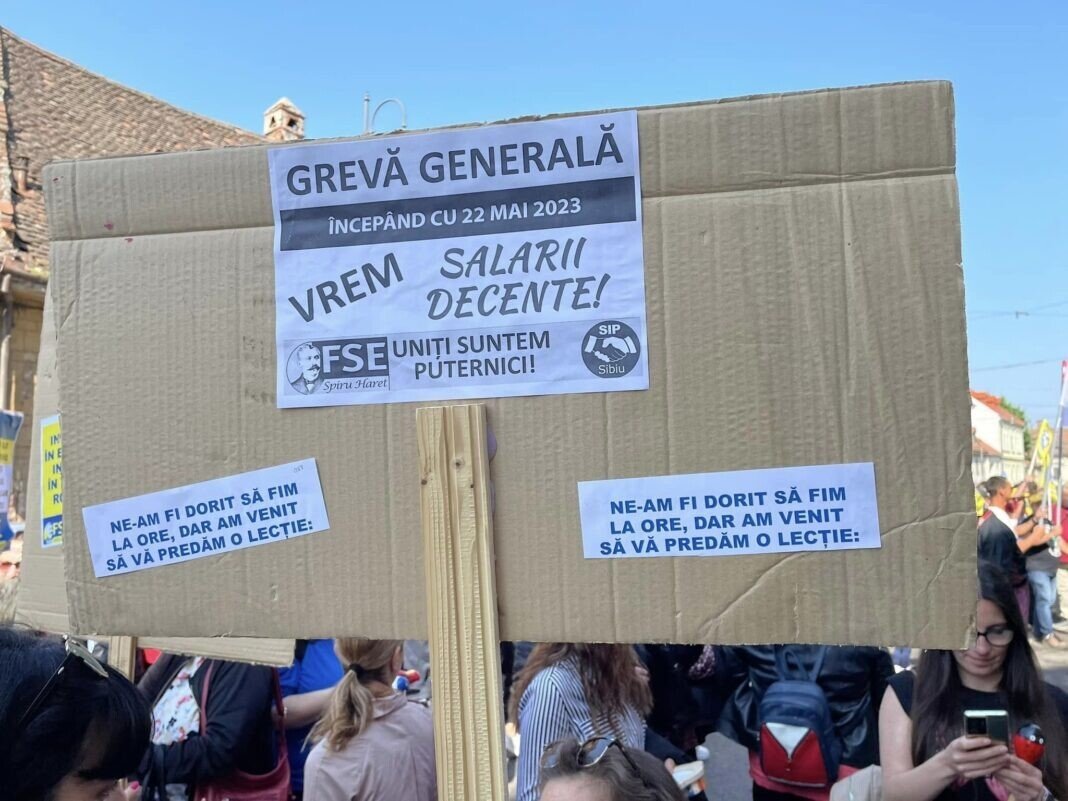 GREVĂ GENERALĂ
ÎNCEPÂND CU 22 MAI 2023
VREM SALARII
DECENTE!
FSE
Spiru Haret
UNIȚI SUNTEM
PUTERNICI!
SIP
Sibiu
NE-AM FI DORIT SĂ FIM
LA ORE, DAR AM VENIT
SĂ VĂ PREDĂM O LECȚIE:
NE-AM FI DORIT SĂ FIM
LA ORE, DAR AM VENIT
SĂ VĂ PREDĂM O LECȚIE: